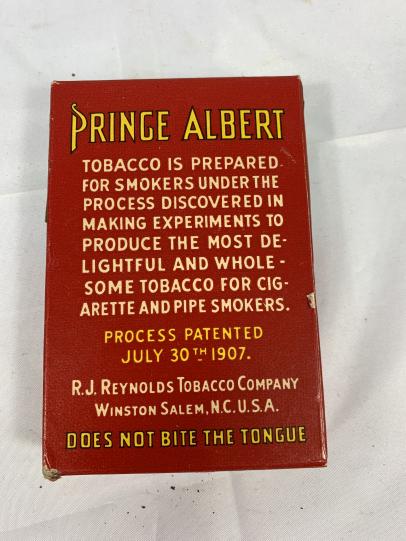 PRINCE ALBERT
TOBACCO IS PREPARED
FOR SMOKERS UNDER THE
PROCESS DISCOVERED IN
MAKING EXPERIMENTS TO
PRODUCE THE MOST DE-
LIGHTFUL AND WHOLE-
SOME TOBACCO FOR CIG-
ARETTE AND PIPE SMOKERS.
PROCESS PATENTED
JULY 30TH 1907.
R.J. REYNOLDS TOBACCO COMPANY
WINSTON SALEM, N.C. U.S.A.
DOES NOT BITE THE TONGUE